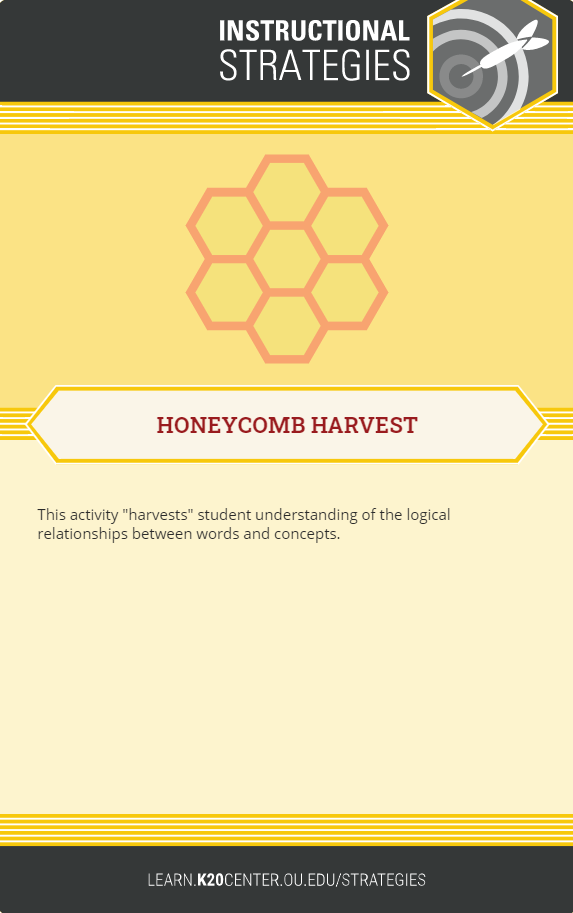 INSTRUCTIONAL
STRATEGIES
HONEYCOMB HARVEST
This activity "harvests" student understanding of the logical
relationships between words and concepts.
LEARN.K20CENTER.OU.EDU/STRATEGIES